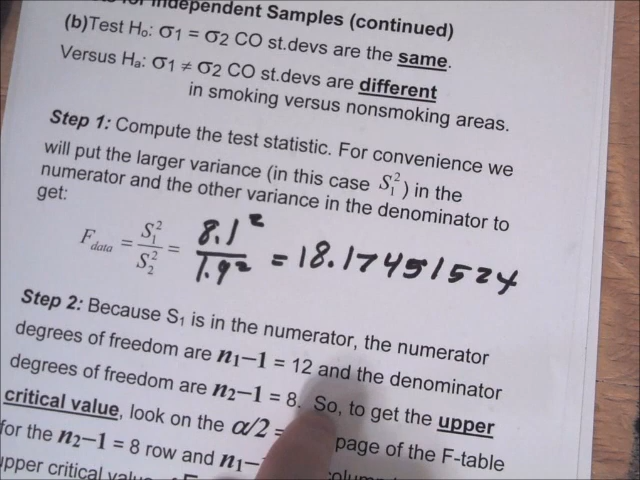 for Independent Samples (continued)
(b)Test Ho: σ1 = σ2 CO st.devs are the same.
Versus Ha: σ1 ≠ σ2 CO st.devs are different
in smoking versus nonsmoking areas.
Step 1: Compute the test statistic. For convenience we
will put the larger variance (in this case S₁²) in the
numerator and the other variance in the denominator to
get:
F data = S₁²/S₂² = 8.1²/1.9² = 18.17451524
Step 2: Because S₁ is in the numerator, the numerator
degrees of freedom are n₁−1 = 12 and the denominator
degrees of freedom are n₂−1 = 8. So, to get the upper
critical value, look on the α/2 = page of the F-table
for the n₂−1 = 8 row and n₁−
upper critical